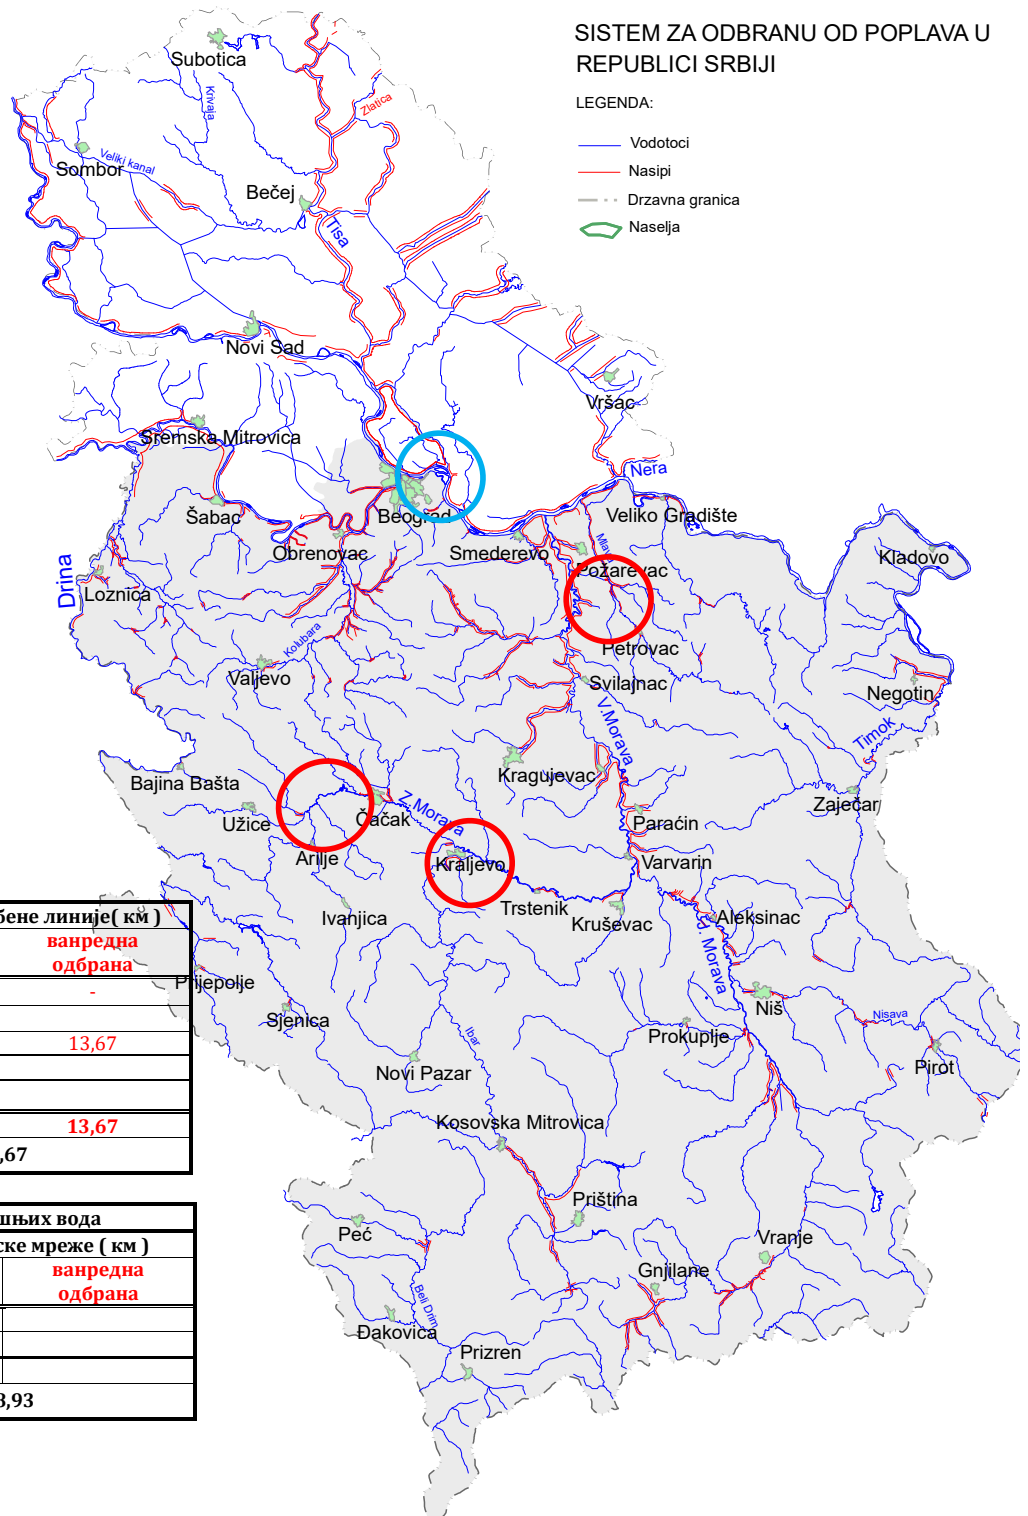 SISTEM ZA ODBRANU OD POPLAVA U
REPUBLICI SRBIJI
LEGENDA:
Vodotoci
Nasipi
Drzavna granica
Naselja
Subotica
Krivaja
Zlatica
Sombor
Veliki kanal
Bečej
Tisa
Novi Sad
Vršac
Sremska Mitrovica
Nera
Šabac
Beograd
Veliko Gradište
Obrenovac
Smederevo
Mlava
Kladovo
Požarevac
Drina
Loznica
Kolubara
Petrovac
Valjevo
Svilajnac
Negotin
V.Morava
Timok
Kragujevac
Bajina Bašta
Zaječar
Užice
Čačak
Z.Morava
Paraćin
Arilje
Kraljevo
Varvarin
Ivanjica
Trstenik
Kruševac
Aleksinac
J. Morava
Prijepolje
Sjenica
Niš
Nisava
Ibar
Prokuplje
Pirot
Novi Pazar
Kosovska Mitrovica
Priština
Peć
Vranje
Gnjilane
Beli Drim
Đakovica
Prizren
бене линије( км )
ванредна
одбрана
-
13,67
13,67
,67
шњих вода
ске мреже ( км )
ванредна
одбрана
3,93